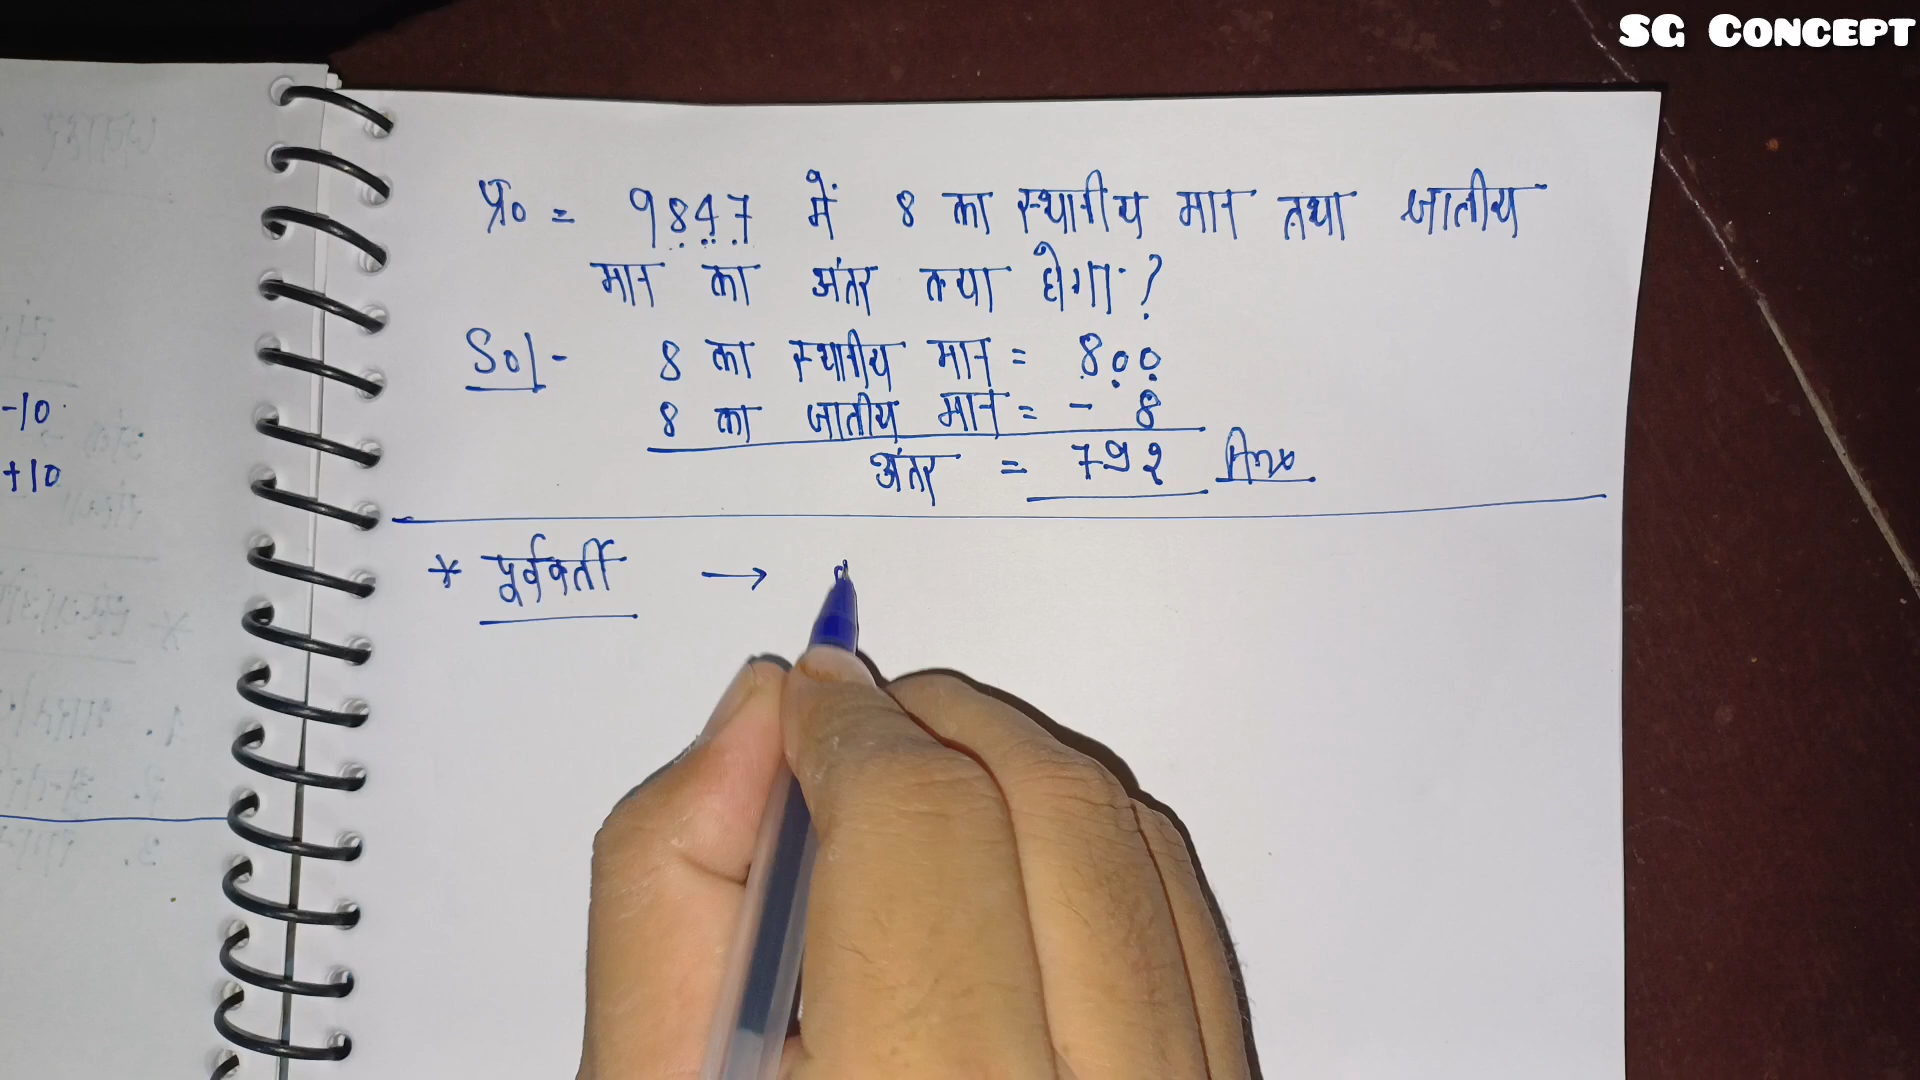 SG CONCEPT
प्र० = 9847 में 8 का स्थानीय मान तथा जातीय
मान का अंतर क्या होगा ?
Sol - 8 का स्थानीय मान = 800
8 का जातीय मान = - 8
अंतर = 792 Ans
* पूर्ववर्ती →
-10
+10